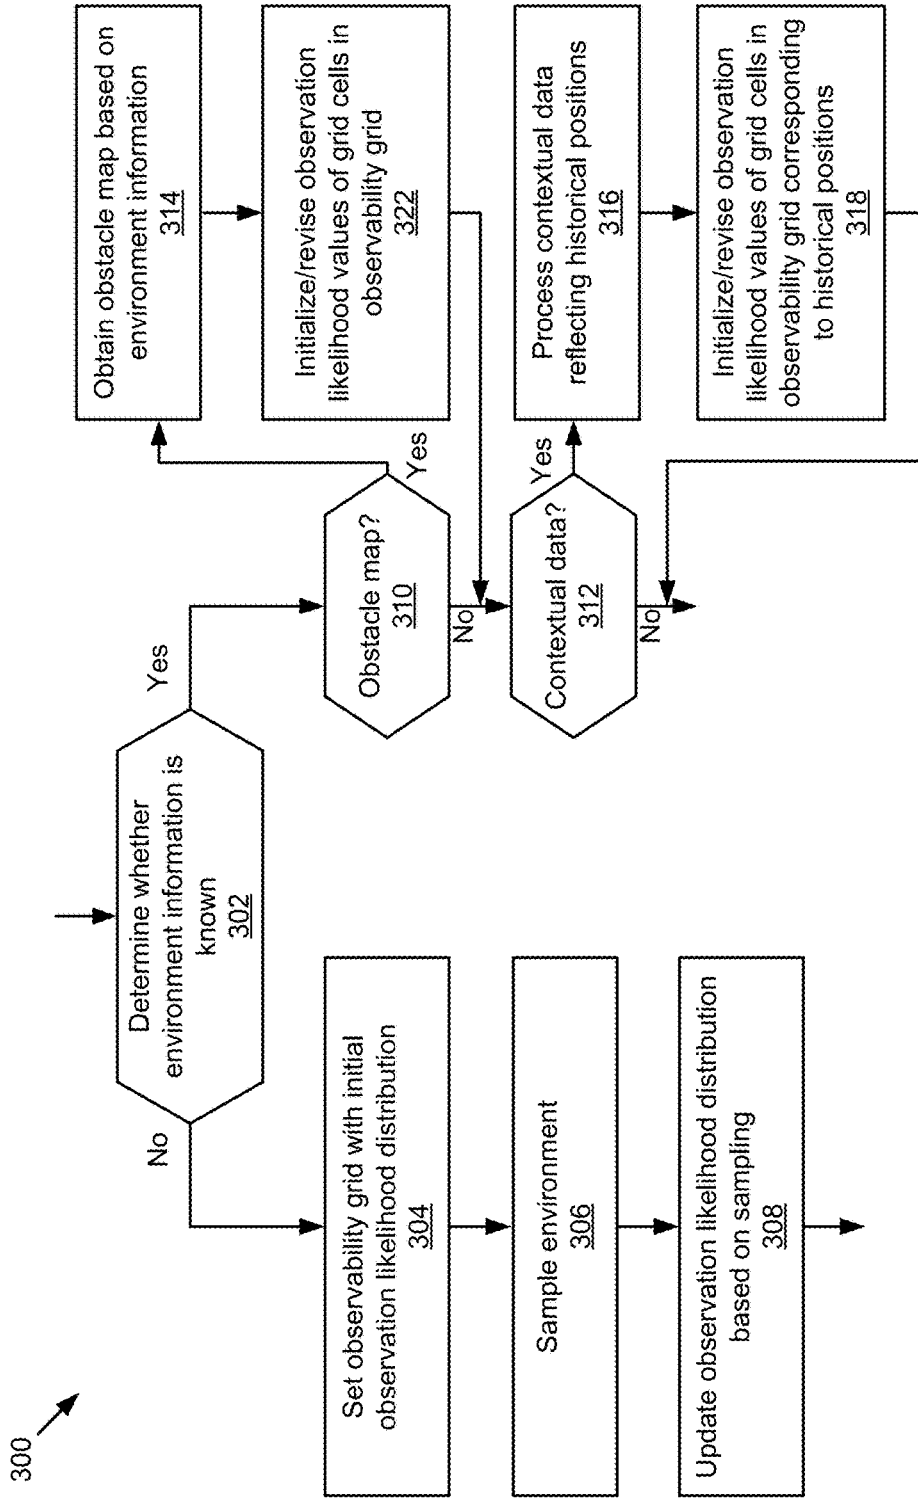 300
Determine whether
environment information is
known
302
No
Yes
Set observability grid with initial
observation likelihood distribution
304
Sample environment
306
Update observation likelihood distribution
based on sampling
308
Obstacle map?
310
Yes
No
Obtain obstacle map based on
environment information
314
Initialize/revise observation
likelihood values of grid cells in
observability grid
322
Contextual data?
312
Yes
No
Process contextual data
reflecting historical positions
316
Initialize/revise observation
likelihood values of grid cells in
observability grid corresponding
to historical positions
318